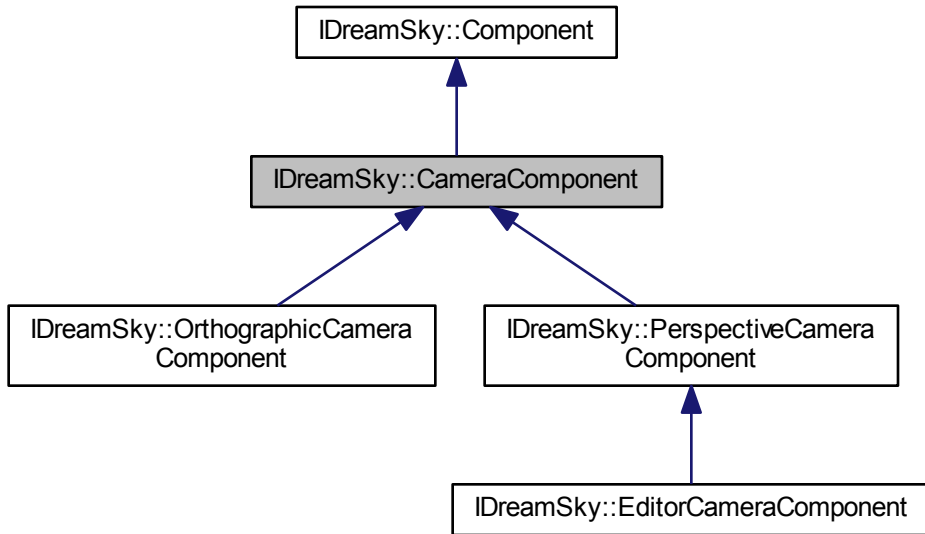 IDreamSky::Component
IDreamSky::CameraComponent
IDreamSky::OrthographicCamera
Component
IDreamSky::PerspectiveCamera
Component
IDreamSky::EditorCameraComponent